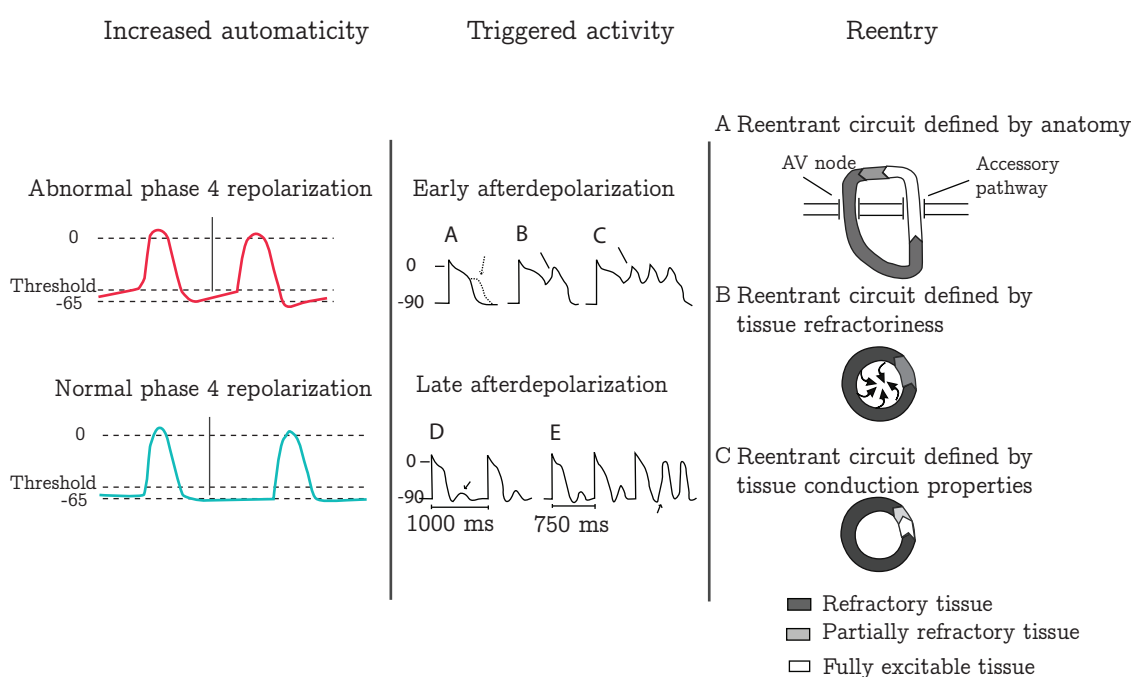 Increased automaticity
Triggered activity
Reentry
Abnormal phase 4 repolarization
0
Threshold
-65
Normal phase 4 repolarization
0
Threshold
-65
Early afterdepolarization
A
B
C
0
-90
Late afterdepolarization
D
E
0
-90
1000 ms
750 ms
A Reentrant circuit defined by anatomy
AV node
Accessory
pathway
B Reentrant circuit defined by
tissue refractoriness
C Reentrant circuit defined by
tissue conduction properties
Refractory tissue
Partially refractory tissue
Fully excitable tissue